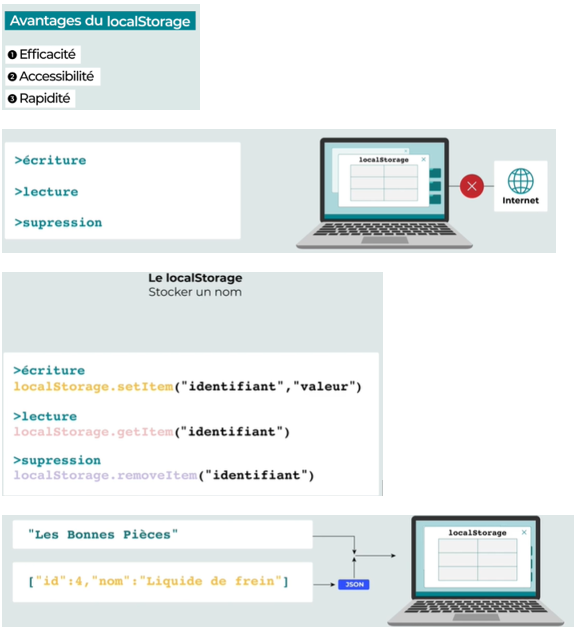 Avantages du localStorage
❶ Efficacité
❷ Accessibilité
❸ Rapidité
>écriture
>lecture
>supression
localStorage
Internet
Le localStorage
Stocker un nom
>écriture
localStorage.setItem("identifiant","valeur")
>lecture
localStorage.getItem("identifiant")
>supression
localStorage.removeItem("identifiant")
"Les Bonnes Pièces"
["id":4,"nom":"Liquide de frein"]
JSON
localStorage